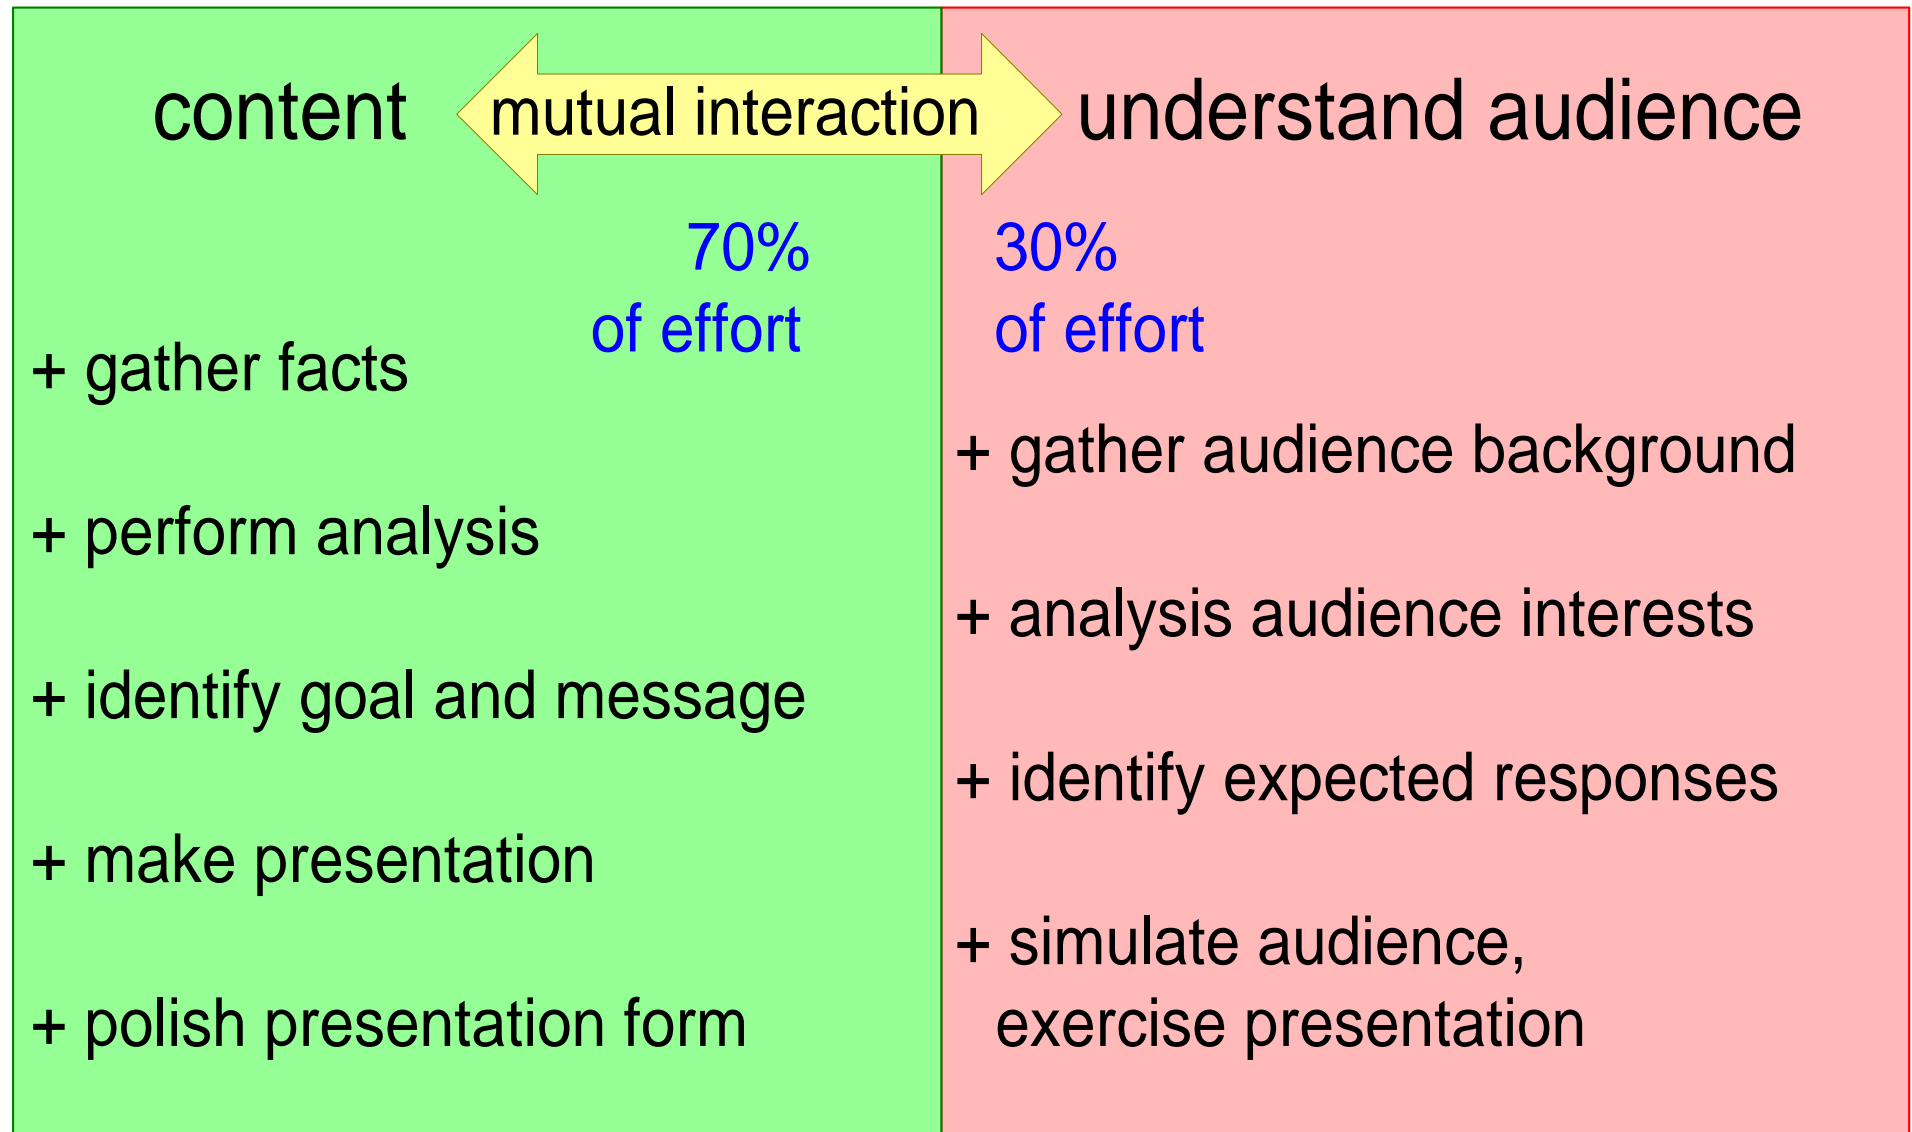 content
mutual interaction
understand audience
70%
of effort
+ gather facts
+ perform analysis
+ identify goal and message
+ make presentation
+ polish presentation form
30%
of effort
+ gather audience background
+ analysis audience interests
+ identify expected responses
+ simulate audience,
exercise presentation